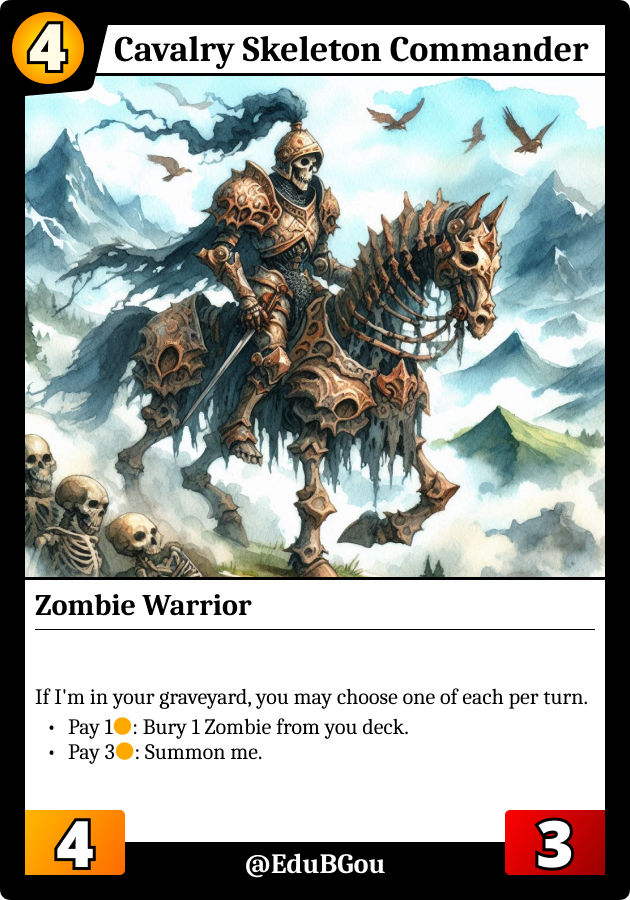 4
Cavalry Skeleton Commander
Zombie Warrior
If I'm in your graveyard, you may choose one of each per turn.
• Pay 1🟠: Bury 1 Zombie from you deck.
• Pay 3🟠: Summon me.
4
@EduBGou
3